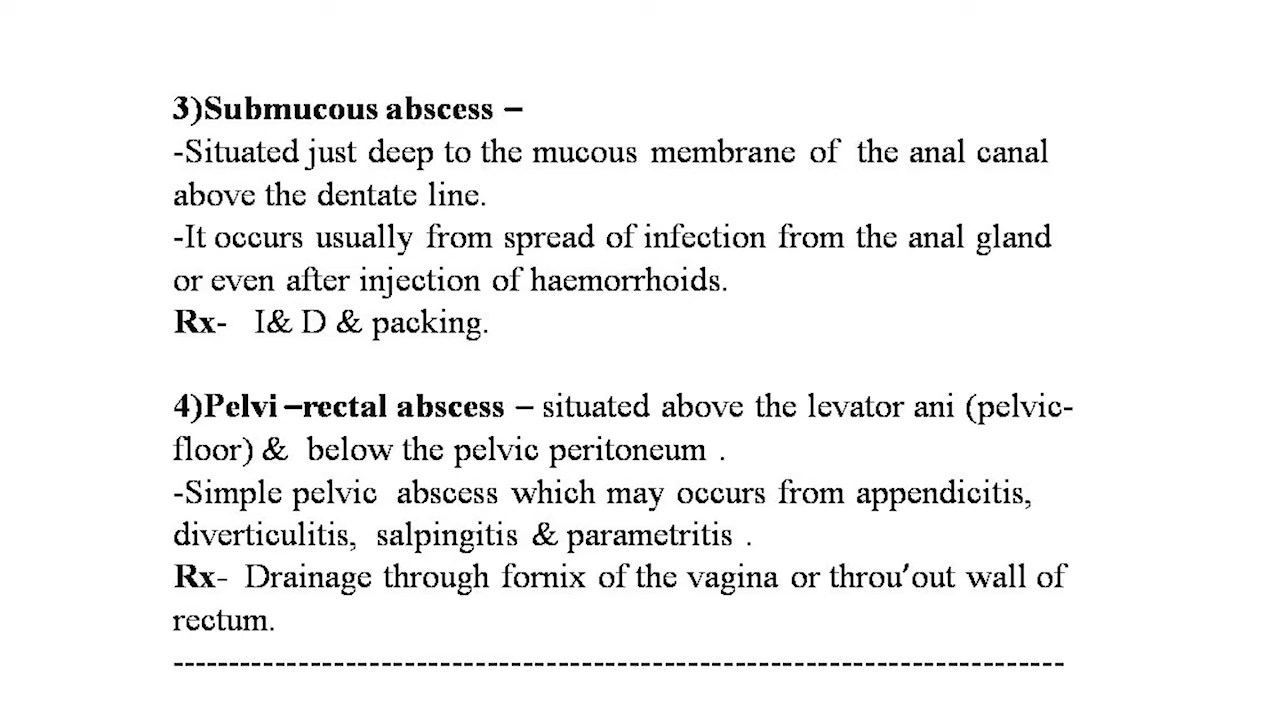 3)Submucous abscess –
-Situated just deep to the mucous membrane of the anal canal
above the dentate line.
-It occurs usually from spread of infection from the anal gland
or even after injection of haemorrhoids.
Rx- I& D & packing.
4)Pelvi –rectal abscess – situated above the levator ani (pelvic-
floor) & below the pelvic peritoneum .
-Simple pelvic abscess which may occurs from appendicitis,
diverticulitis, salpingitis & parametritis .
Rx- Drainage through fornix of the vagina or throu’out wall of
rectum.
---------------------------------------------------------------------------------